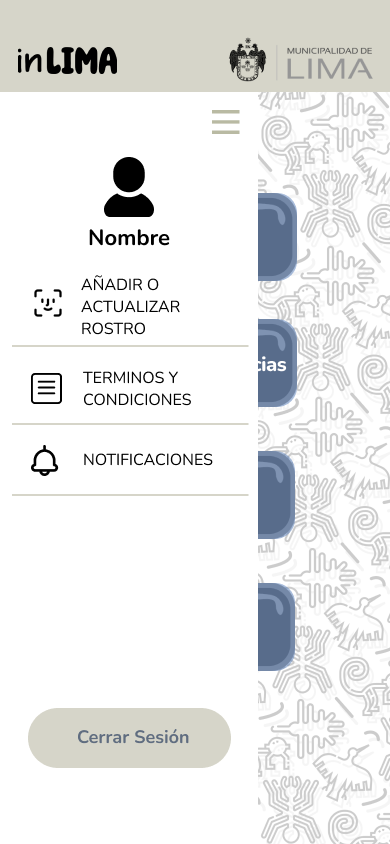 inLIMA
MUNICIPALIDAD DE
LIMA
Nombre
AÑADIR O
ACTUALIZAR
ROSTRO
cias
TERMINOS Y
CONDICIONES
NOTIFICACIONES
Cerrar Sesión